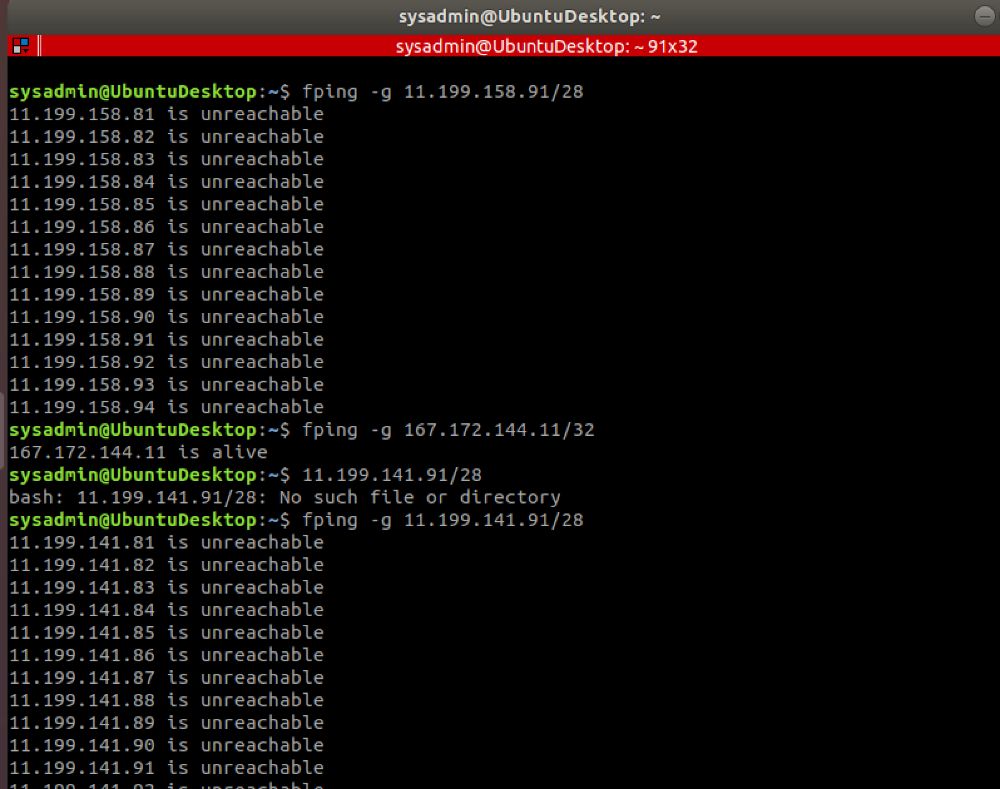 sysadmin@UbuntuDesktop: ~
sysadmin@UbuntuDesktop: ~ 91x32
sysadmin@UbuntuDesktop:~$ fping -g 11.199.158.91/28
11.199.158.81 is unreachable
11.199.158.82 is unreachable
11.199.158.83 is unreachable
11.199.158.84 is unreachable
11.199.158.85 is unreachable
11.199.158.86 is unreachable
11.199.158.87 is unreachable
11.199.158.88 is unreachable
11.199.158.89 is unreachable
11.199.158.90 is unreachable
11.199.158.91 is unreachable
11.199.158.92 is unreachable
11.199.158.93 is unreachable
11.199.158.94 is unreachable
sysadmin@UbuntuDesktop:~$ fping -g 167.172.144.11/32
167.172.144.11 is alive
sysadmin@UbuntuDesktop:~$ 11.199.141.91/28
bash: 11.199.141.91/28: No such file or directory
sysadmin@UbuntuDesktop:~$ fping -g 11.199.141.91/28
11.199.141.81 is unreachable
11.199.141.82 is unreachable
11.199.141.83 is unreachable
11.199.141.84 is unreachable
11.199.141.85 is unreachable
11.199.141.86 is unreachable
11.199.141.87 is unreachable
11.199.141.88 is unreachable
11.199.141.89 is unreachable
11.199.141.90 is unreachable
11.199.141.91 is unreachable
11.199.141.92 is unreachable